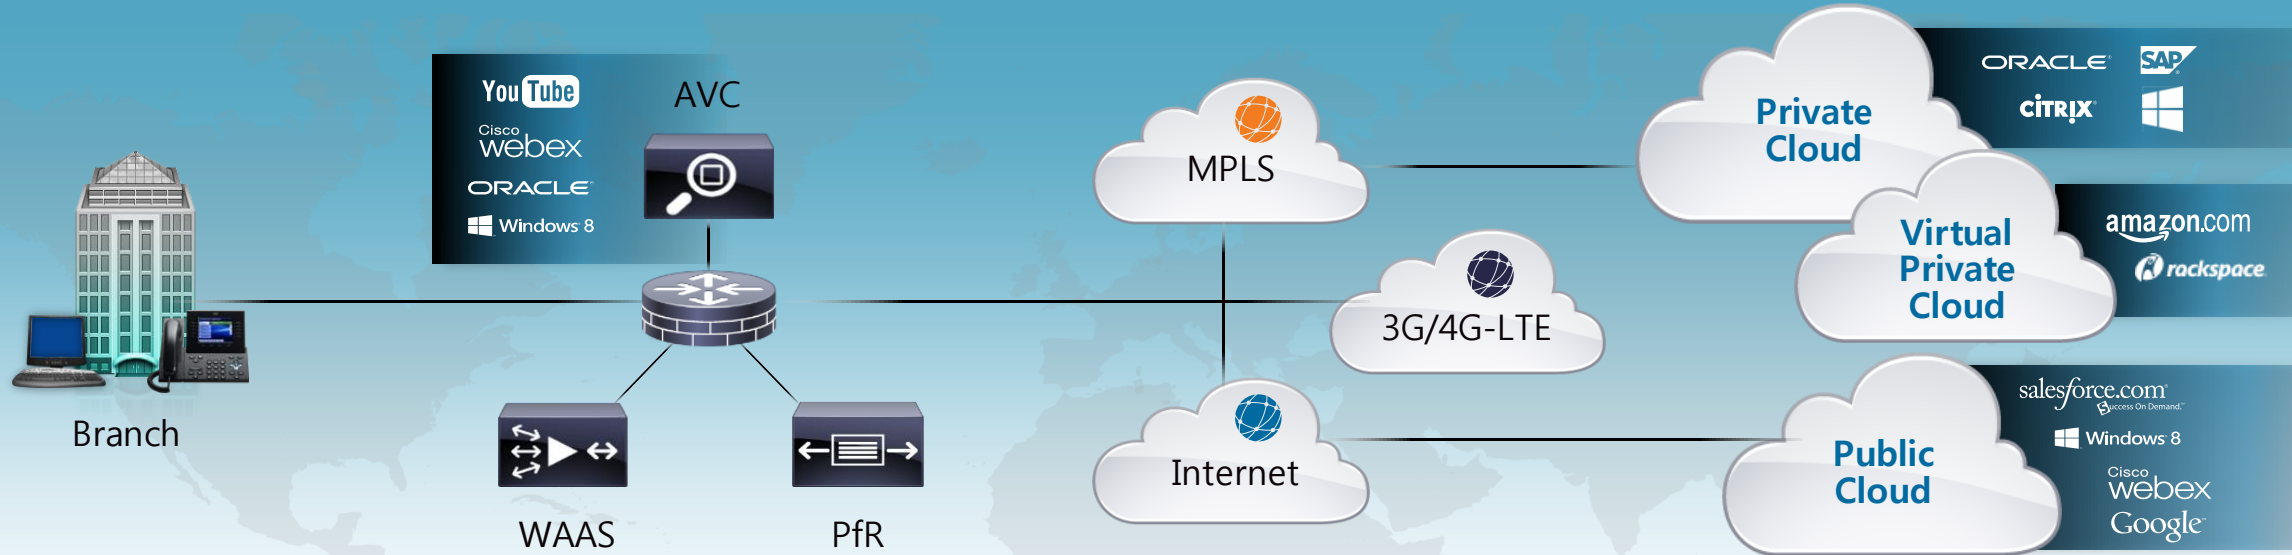 YouTube
Cisco
webex
ORACLE
Windows 8
AVC
Branch
WAAS
PfR
MPLS
3G/4G-LTE
Internet
Private
Cloud
ORACLE
SAP
CITRIX
Virtual
Private
Cloud
amazon.com
rackspace
Public
Cloud
salesforce.com
Success On Demand.™
Windows 8
Cisco
webex
Google